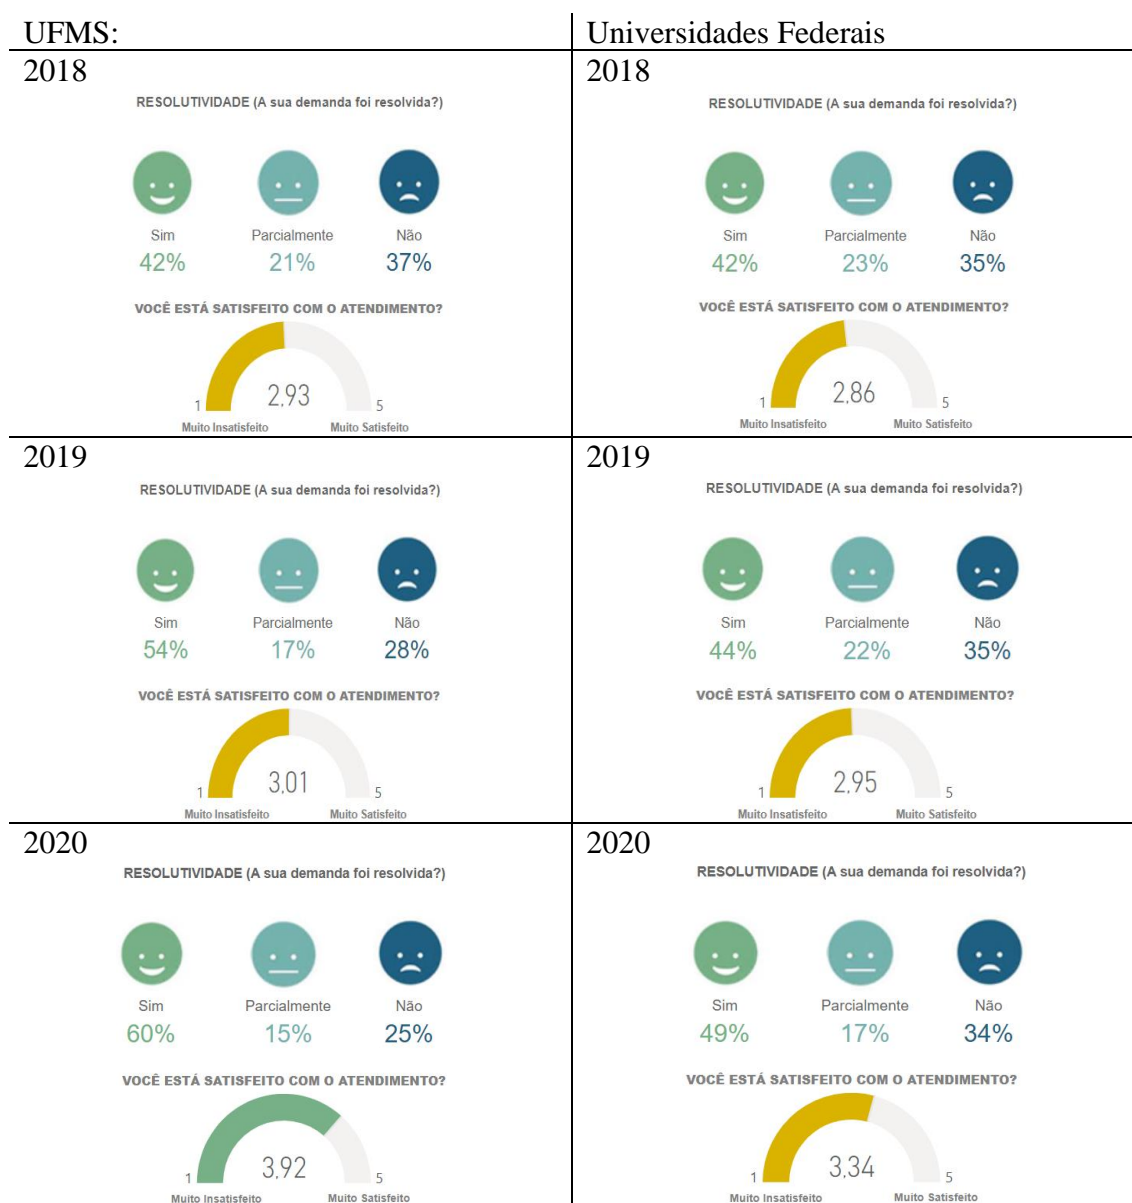 UFMS:
Universidades Federais
2018
RESOLUTIVIDADE (A sua demanda foi resolvida?)
Sim Parcialmente Não
42% 21% 37%
VOCÊ ESTÁ SATISFEITO COM O ATENDIMENTO?
2,93
1 5
Muito Insatisfeito Muito Satisfeito
2018
RESOLUTIVIDADE (A sua demanda foi resolvida?)
Sim Parcialmente Não
42% 23% 35%
VOCÊ ESTÁ SATISFEITO COM O ATENDIMENTO?
2,86
1 5
Muito Insatisfeito Muito Satisfeito
2019
RESOLUTIVIDADE (A sua demanda foi resolvida?)
Sim Parcialmente Não
54% 17% 28%
VOCÊ ESTÁ SATISFEITO COM O ATENDIMENTO?
3,01
1 5
Muito Insatisfeito Muito Satisfeito
2019
RESOLUTIVIDADE (A sua demanda foi resolvida?)
Sim Parcialmente Não
44% 22% 35%
VOCÊ ESTÁ SATISFEITO COM O ATENDIMENTO?
2,95
1 5
Muito Insatisfeito Muito Satisfeito
2020
RESOLUTIVIDADE (A sua demanda foi resolvida?)
Sim Parcialmente Não
60% 15% 25%
VOCÊ ESTÁ SATISFEITO COM O ATENDIMENTO?
3,92
1 5
Muito Insatisfeito Muito Satisfeito
2020
RESOLUTIVIDADE (A sua demanda foi resolvida?)
Sim Parcialmente Não
49% 17% 34%
VOCÊ ESTÁ SATISFEITO COM O ATENDIMENTO?
3,34
1 5
Muito Insatisfeito Muito Satisfeito